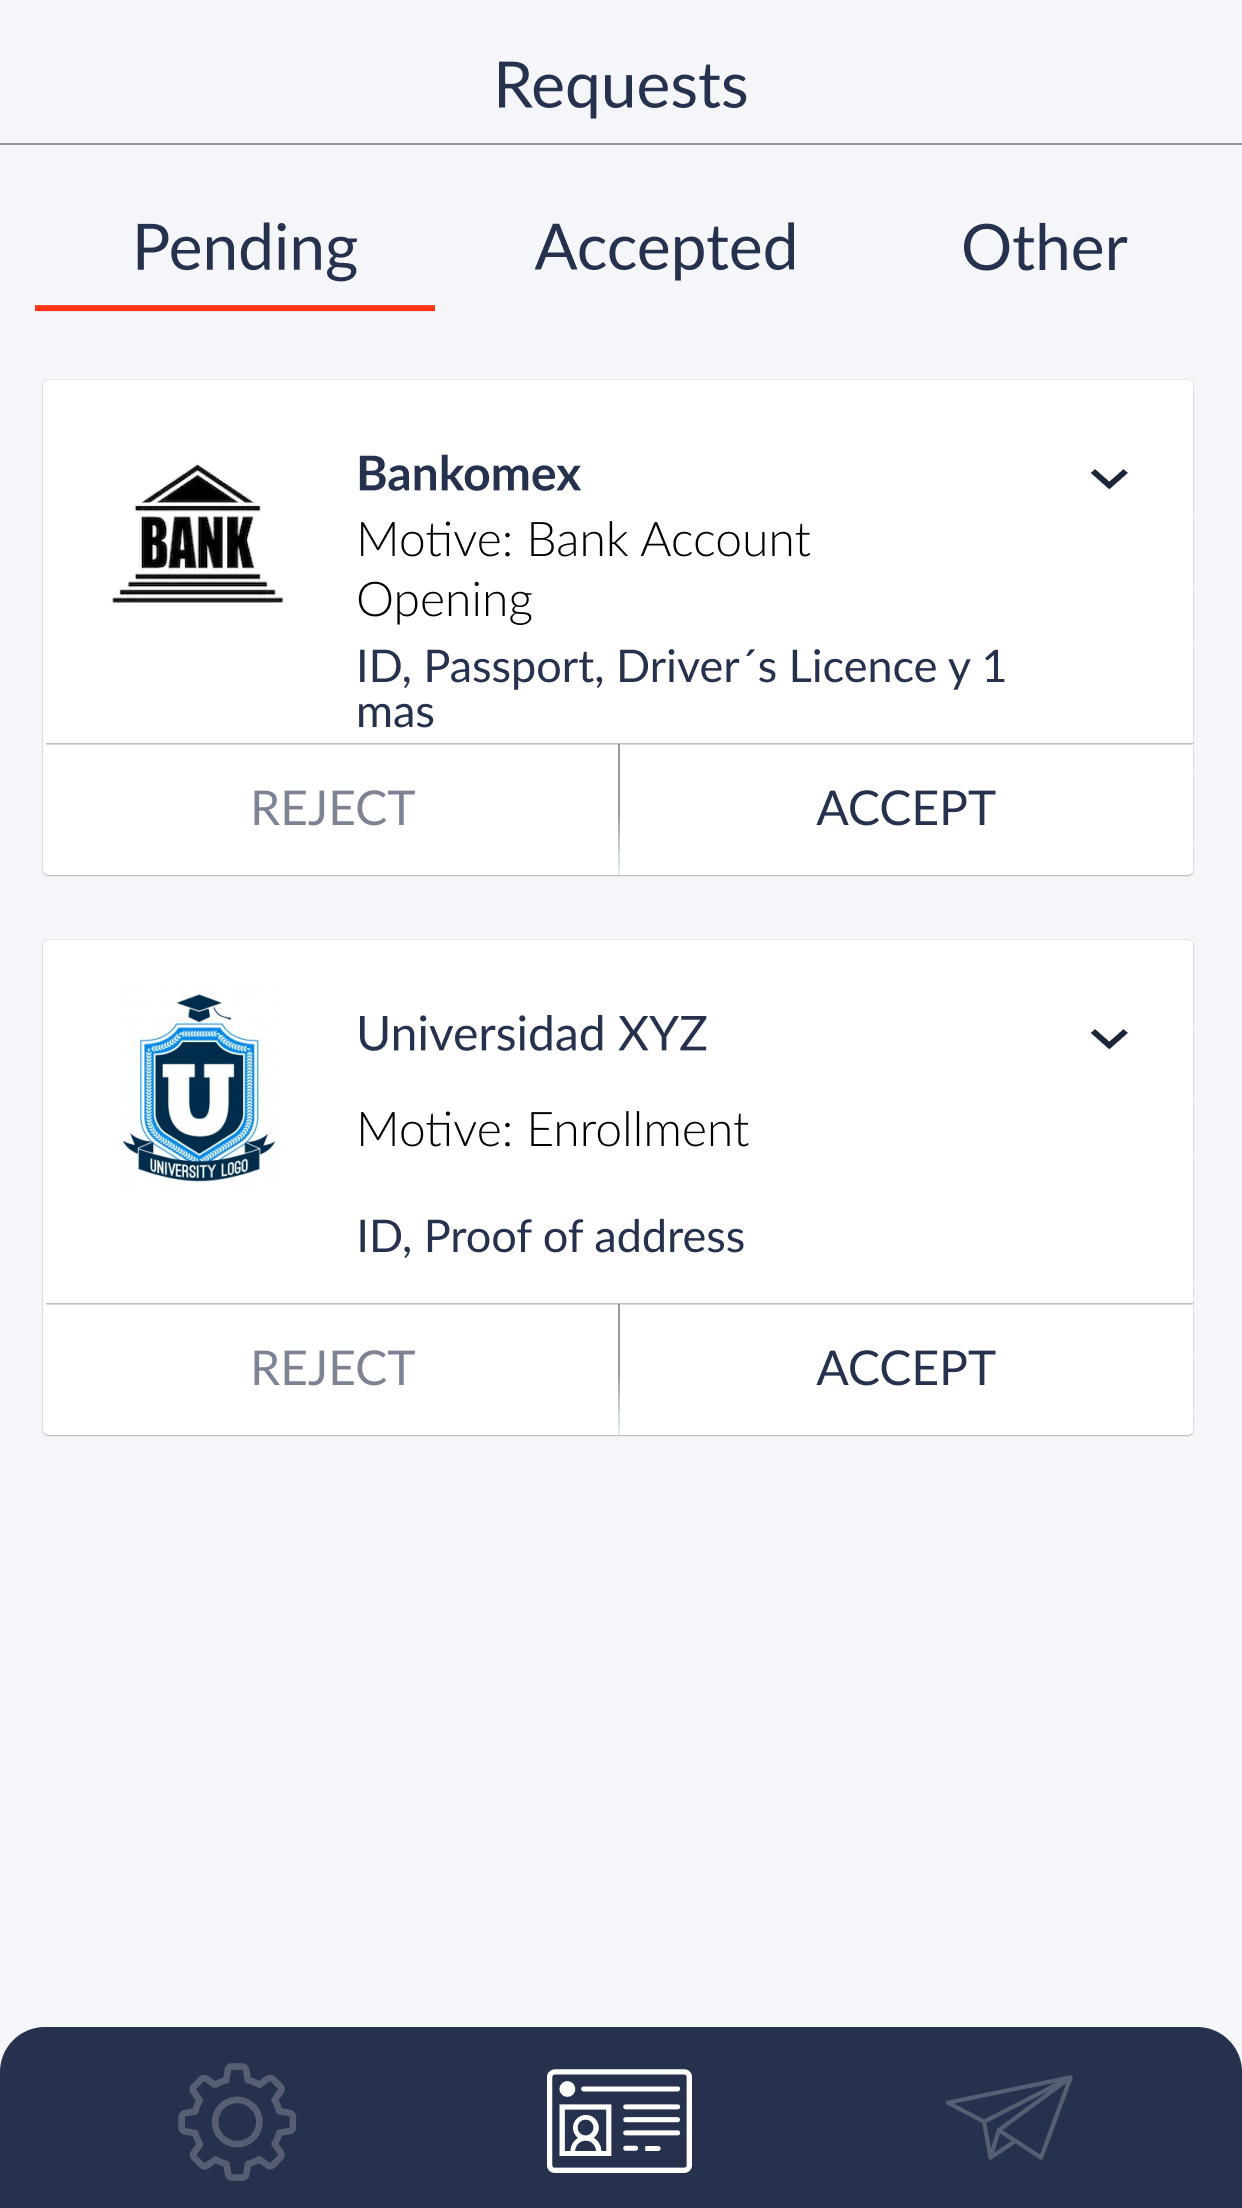 Requests
Pending Accepted Other
BANK
Bankomex
Motive: Bank Account
Opening
ID, Passport, Driver´s Licence y 1
mas
REJECT ACCEPT
U
UNIVERSITY LOGO
Universidad XYZ
Motive: Enrollment
ID, Proof of address
REJECT ACCEPT